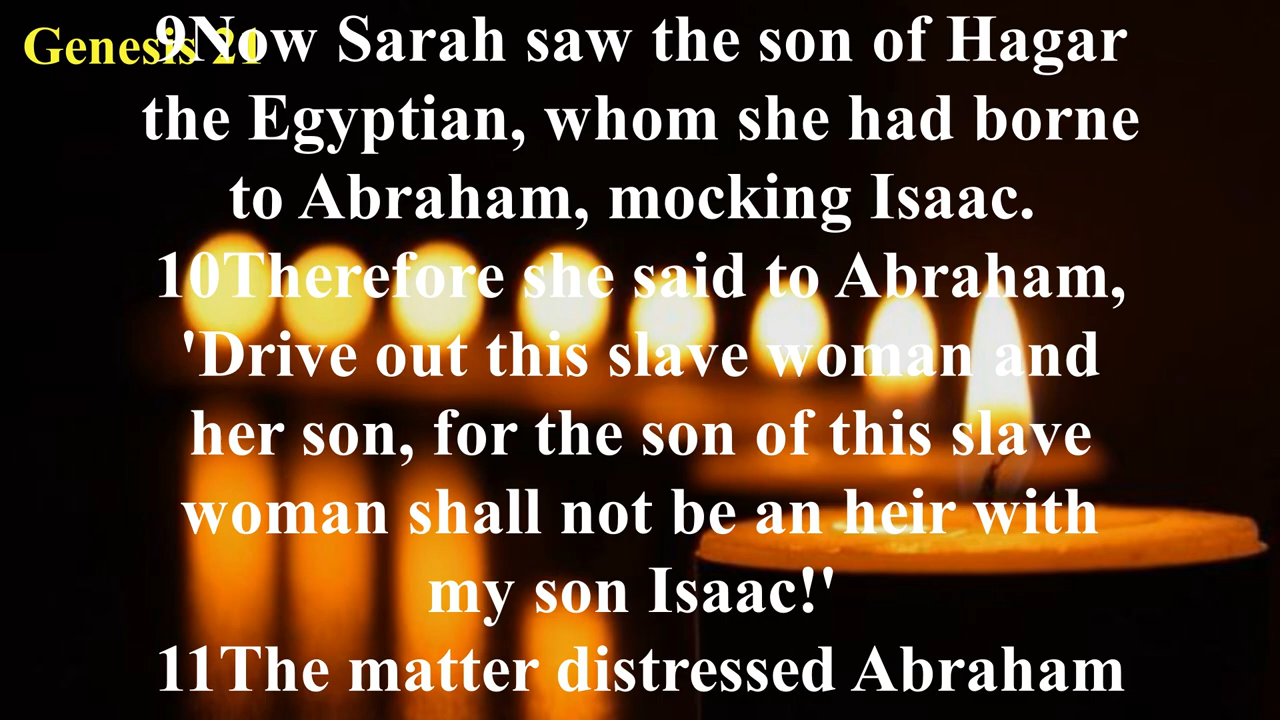 Genesis 21
9Now Sarah saw the son of Hagar
the Egyptian, whom she had borne
to Abraham, mocking Isaac.
10Therefore she said to Abraham,
'Drive out this slave woman and
her son, for the son of this slave
woman shall not be an heir with
my son Isaac!'
11The matter distressed Abraham